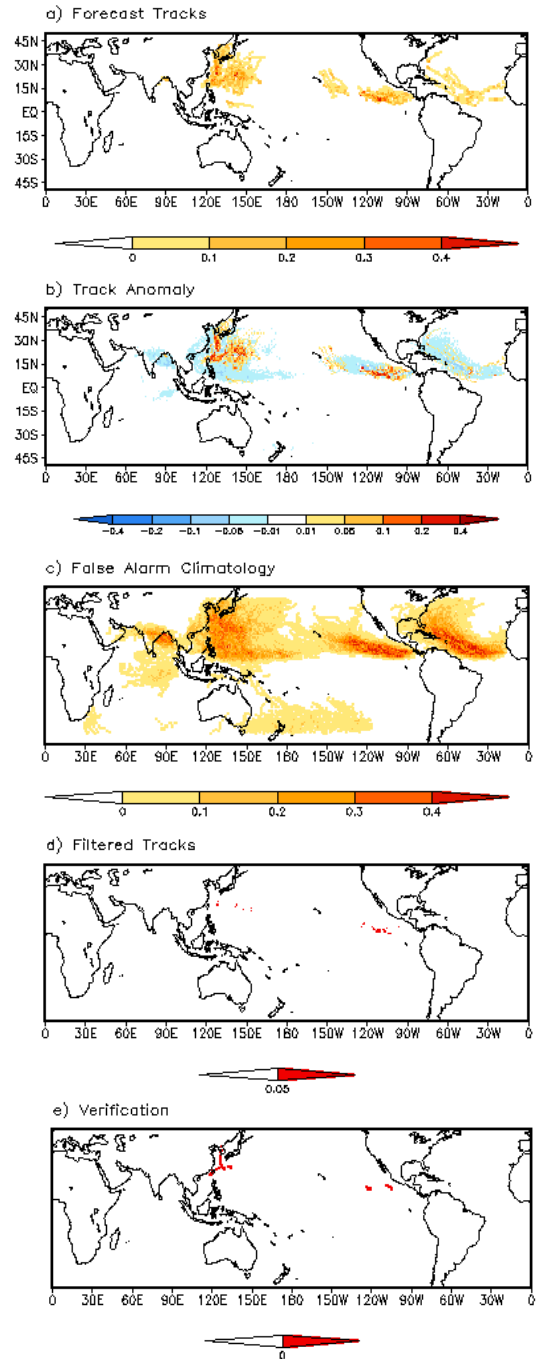 a) Forecast Tracks
45N
30N
15N
EQ
15S
30S
45S
0 30E 60E 90E 120E 150E 180 150W 120W 90W 60W 30W 0
0 0.1 0.2 0.3 0.4
b) Track Anomaly
45N
30N
15N
EQ
15S
30S
45S
0 30E 60E 90E 120E 150E 180 150W 120W 90W 60W 30W 0
-0.4 -0.2 -0.1 -0.05 -0.01 0.01 0.05 0.1 0.2 0.4
c) False Alarm Climatology
0 30E 60E 90E 120E 150E 180 150W 120W 90W 60W 30W 0
0 0.1 0.2 0.3 0.4
d) Filtered Tracks
0 30E 60E 90E 120E 150E 180 150W 120W 90W 60W 30W 0
0.05
e) Verification
0 30E 60E 90E 120E 150E 180 150W 120W 90W 60W 30W 0
0